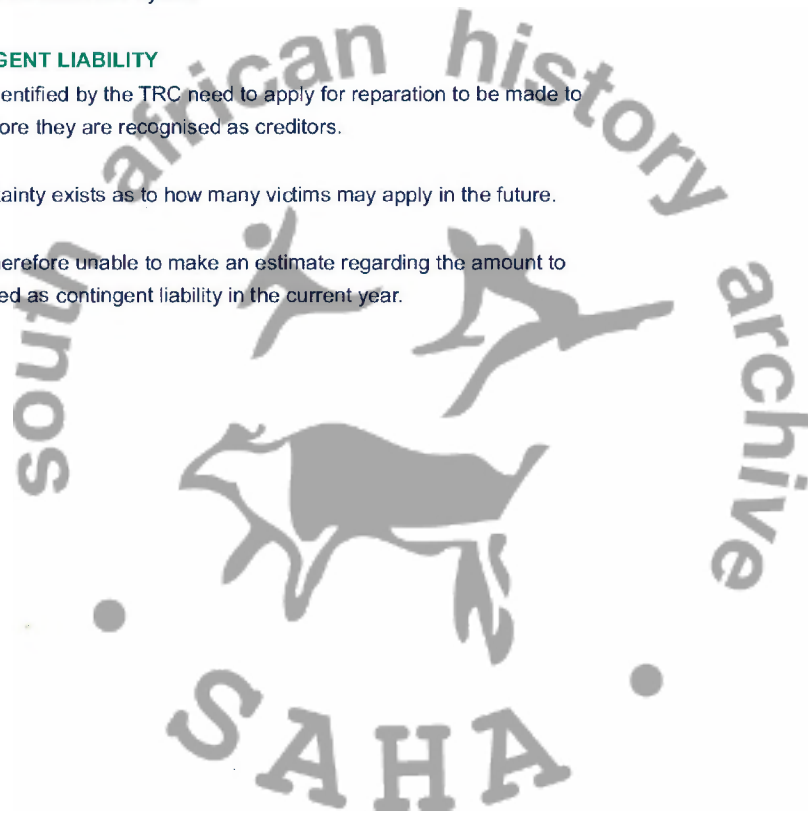 GENT LIABILITY
entified by the TRC need to apply for reparation to be made to
ore they are recognised as creditors.
ainty exists as to how many victims may apply in the future.
herefore unable to make an estimate regarding the amount to
ed as contingent liability in the current year.
south african history archive
SAHA